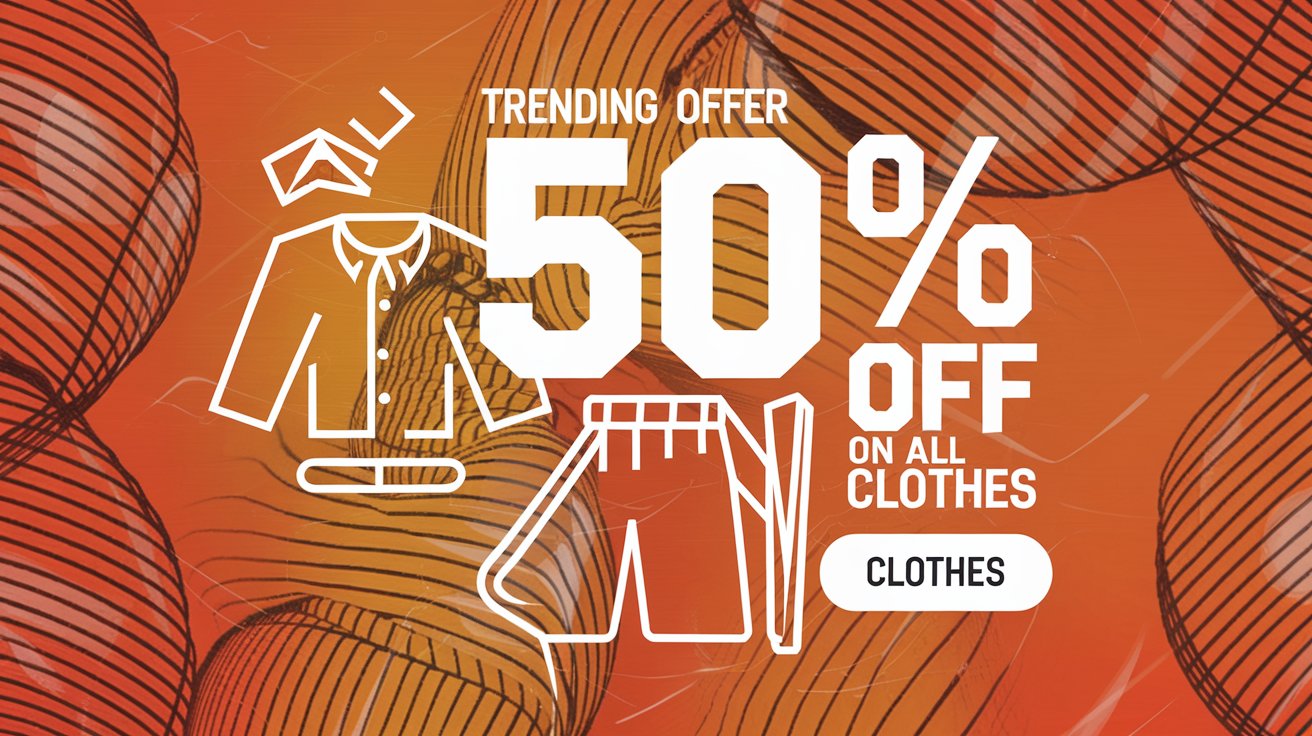 TRENDING OFFER
50%
OFF
ON ALL
CLOTHES
CLOTHES